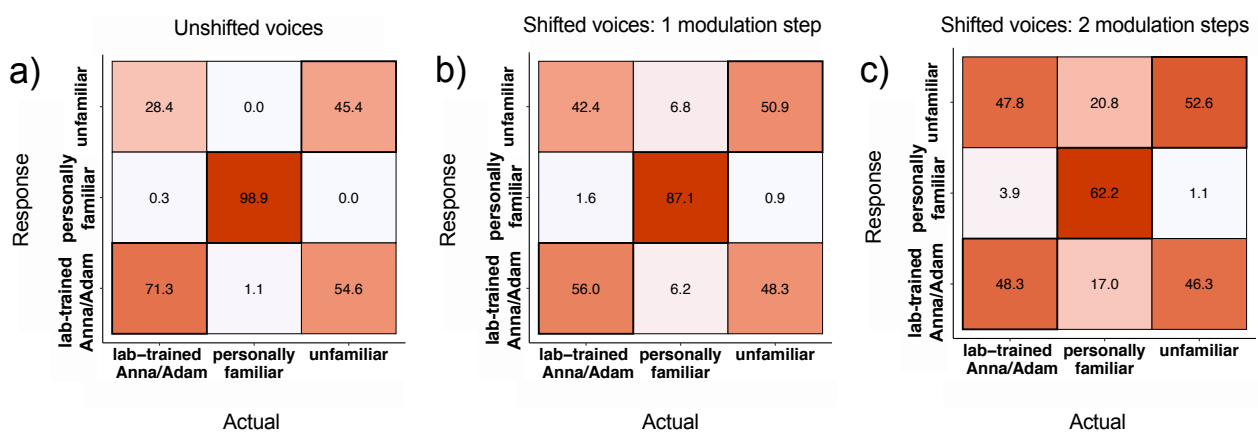 Unshifted voices
a)
Response
unfamiliar
personally
familiar
lab-trained
Anna/Adam
28.4 0.0 45.4
0.3 98.9 0.0
71.3 1.1 54.6
lab–trained personally unfamiliar
Anna/Adam familiar
Actual
Shifted voices: 1 modulation step
b)
Response
unfamiliar
personally
familiar
lab-trained
Anna/Adam
42.4 6.8 50.9
1.6 87.1 0.9
56.0 6.2 48.3
lab–trained personally unfamiliar
Anna/Adam familiar
Actual
Shifted voices: 2 modulation steps
c)
Response
unfamiliar
personally
familiar
lab-trained
Anna/Adam
47.8 20.8 52.6
3.9 62.2 1.1
48.3 17.0 46.3
lab–trained personally unfamiliar
Anna/Adam familiar
Actual